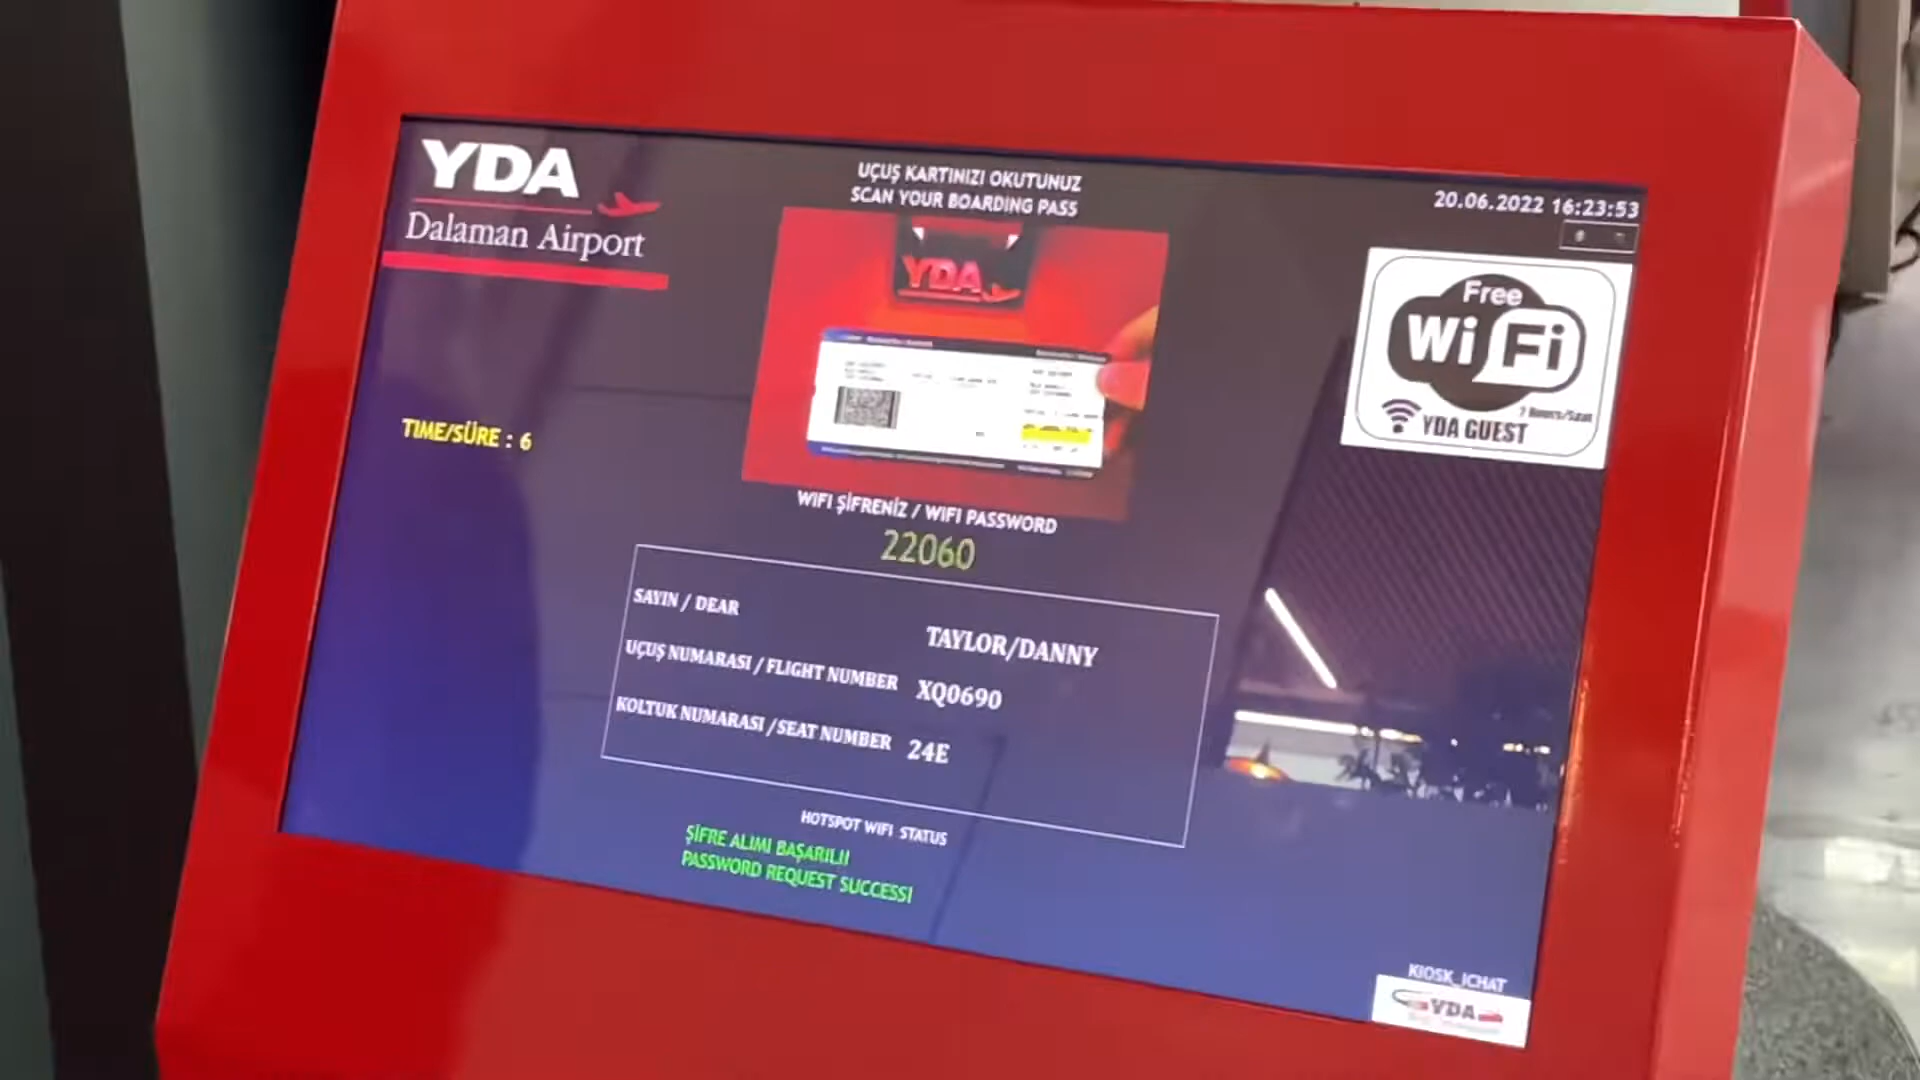 YDA
Dalaman Airport
UÇUŞ KARTINIZI OKUTUNUZ
SCAN YOUR BOARDING PASS
20.06.2022 16:23:53
YDA
Free
WiFi
YDA GUEST
TIME/SÜRE : 6
WIFI ŞİFRENİZ / WIFI PASSWORD
22060
SAYIN / DEAR
TAYLOR/DANNY
UÇUŞ NUMARASI / FLIGHT NUMBER XQ0690
KOLTUK NUMARASI /SEAT NUMBER 24E
HOTSPOT WIFI STATUS
ŞİFRE ALIMI BAŞARILI!
PASSWORD REQUEST SUCCESS!
KIOSK_ICHAT
YDA